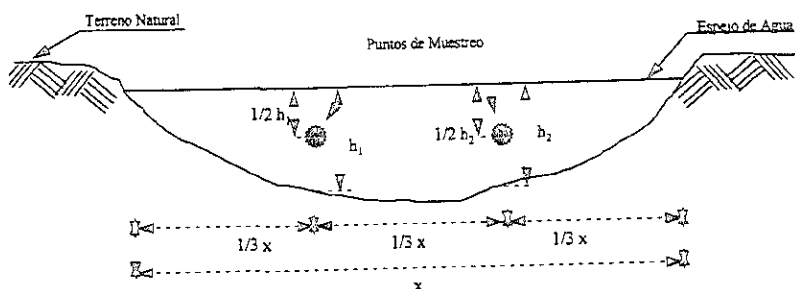 Terreno Natural
Puntos de Muestreo
Espejo de Agua
1/2 h₁
h₁
1/2 h₂
h₂
1/3 x
1/3 x
1/3 x
x